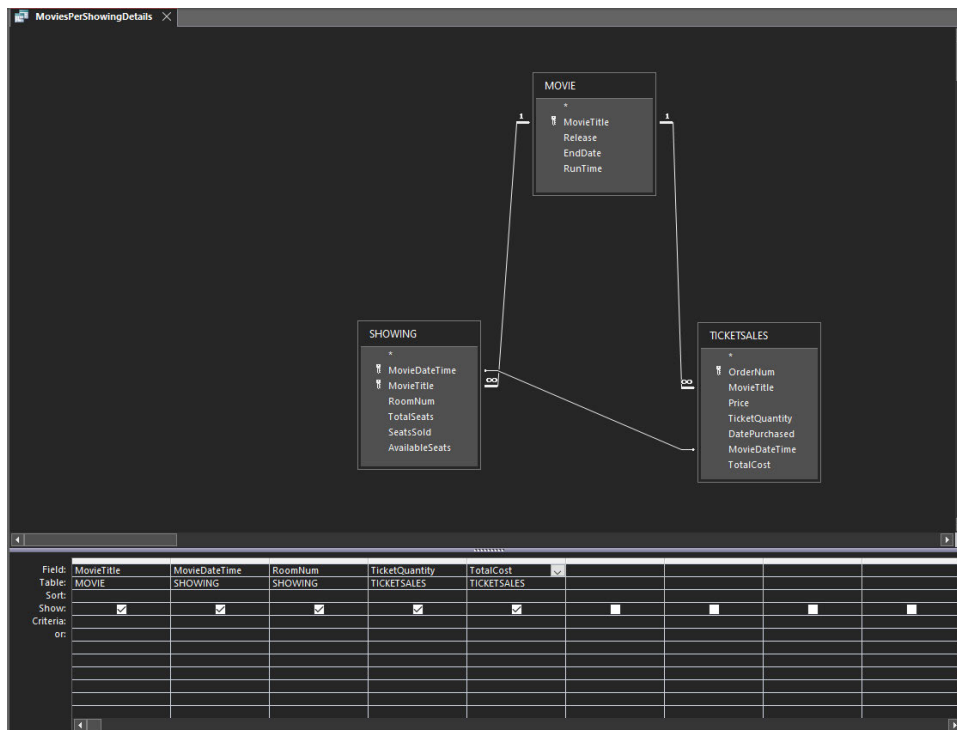 MoviesPerShowingDetails
MOVIE
*
MovieTitle
Release
EndDate
RunTime
1
1
SHOWING
*
MovieDateTime
MovieTitle
RoomNum
TotalSeats
SeatsSold
AvailableSeats
∞
TICKETSALES
*
OrderNum
MovieTitle
Price
TicketQuantity
DatePurchased
MovieDateTime
TotalCost
∞
Field: MovieTitle MovieDateTime RoomNum TicketQuantity TotalCost
Table: MOVIE SHOWING SHOWING TICKETSALES TICKETSALES
Sort:
Show:
Criteria:
or: